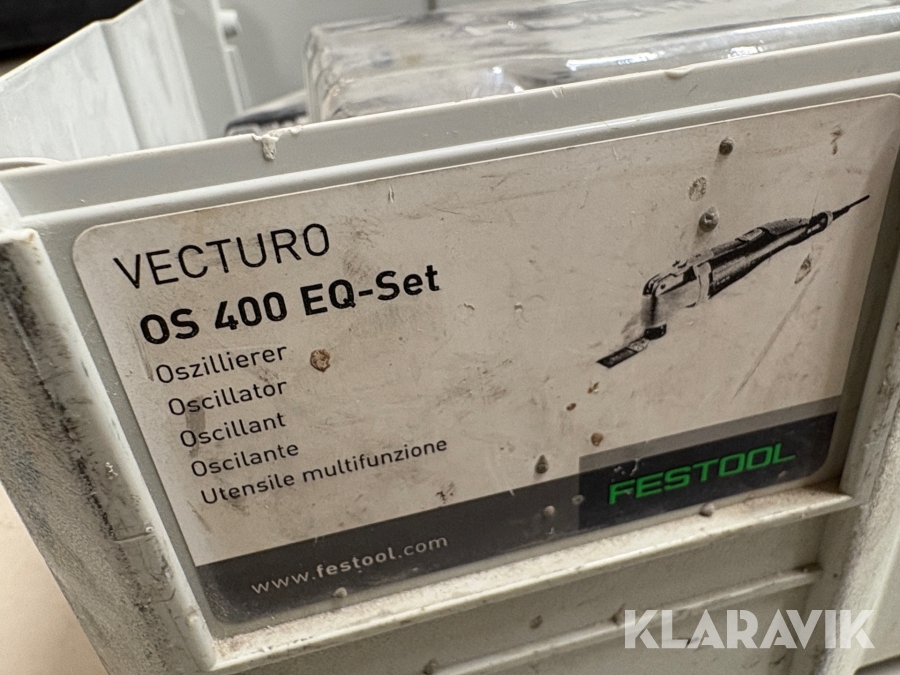 VECTURO
OS 400 EQ-Set
Oszillierer
Oscillator
Oscillant
Oscilante
Utensile multifunzione
www.festool.com
FESTOOL
KLARAVIK